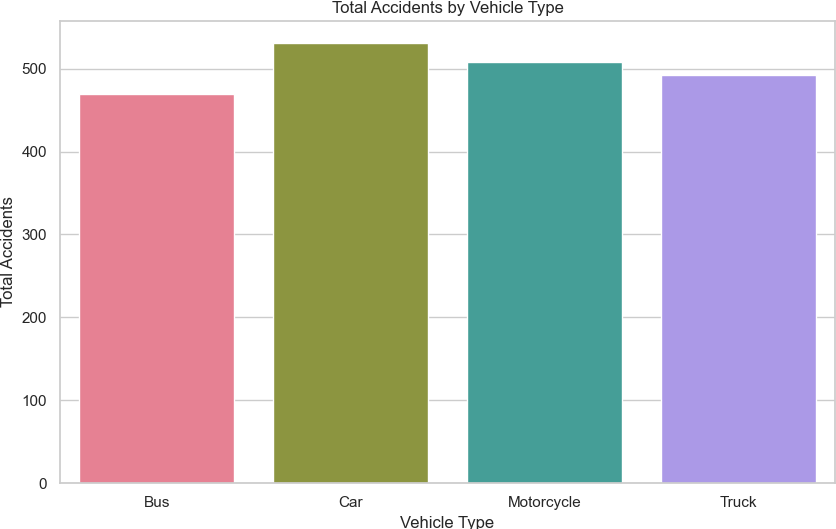 Total Accidents by Vehicle Type
Total Accidents
500
400
300
200
100
0
Bus
Car
Motorcycle
Truck
Vehicle Type